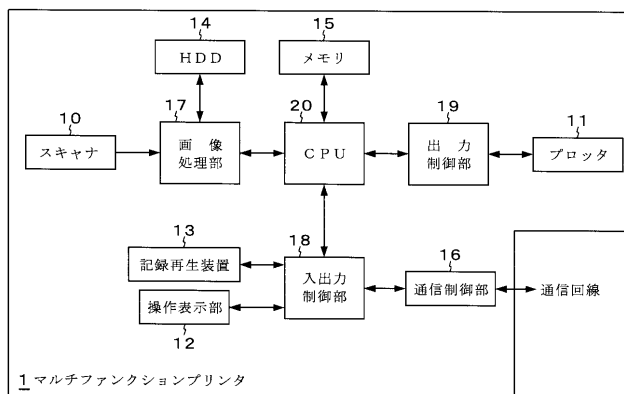 14
HDD
15
メモリ
10
スキャナ
17
画像
処理部
20
CPU
19
出力
制御部
11
プロッタ
13
記録再生装置
操作表示部
12
18
入出力
制御部
16
通信制御部
通信回線
1 マルチファンクションプリンタ